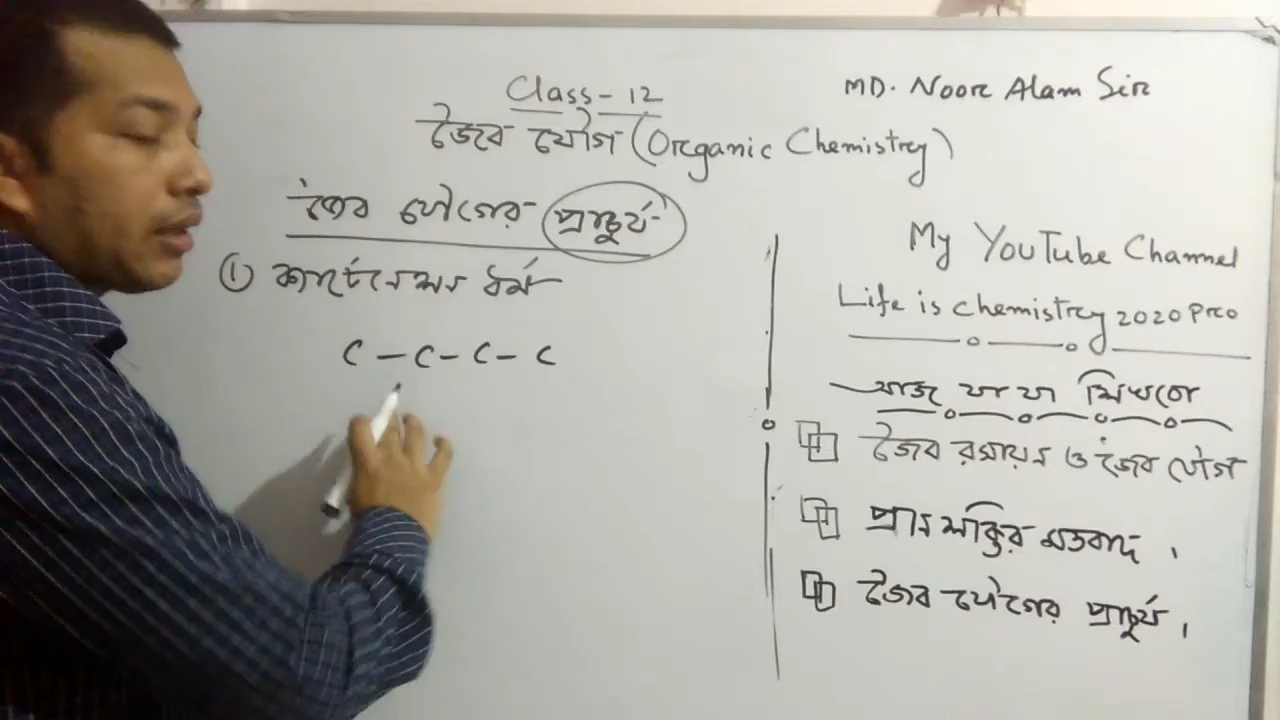 Class-12
জৈব যৌগ (Organic Chemistry)
জৈব যৌগের প্রাচুর্য
① ক্যাটেনেশন ধর্ম
C - C - C - C
MD. Noor Alam Sir
My YouTube Channel
Life is Chemistry 2020 Pro
আজ যা যা শিখবো
জৈব রসায়ন ও জৈব যৌগ
প্রান শক্তির মতবাদ ।
জৈব যৌগের প্রাচুর্য ।